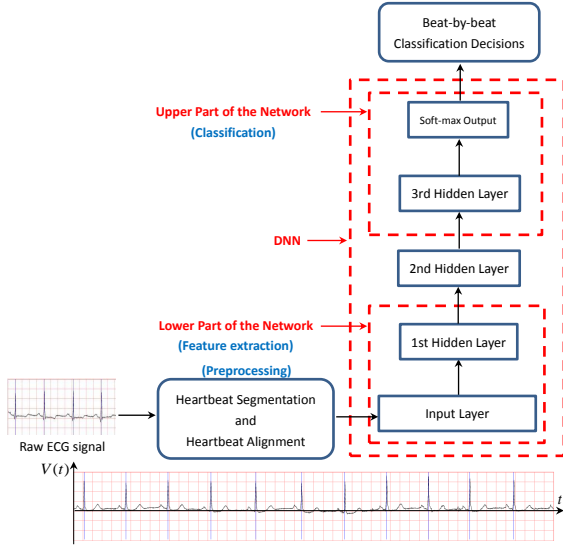 Beat-by-beat
Classification Decisions
Upper Part of the Network
(Classification)
Soft-max Output
3rd Hidden Layer
DNN
2nd Hidden Layer
Lower Part of the Network
(Feature extraction)
1st Hidden Layer
(Preprocessing)
Heartbeat Segmentation
and
Heartbeat Alignment
Input Layer
Raw ECG signal
V(t)
t